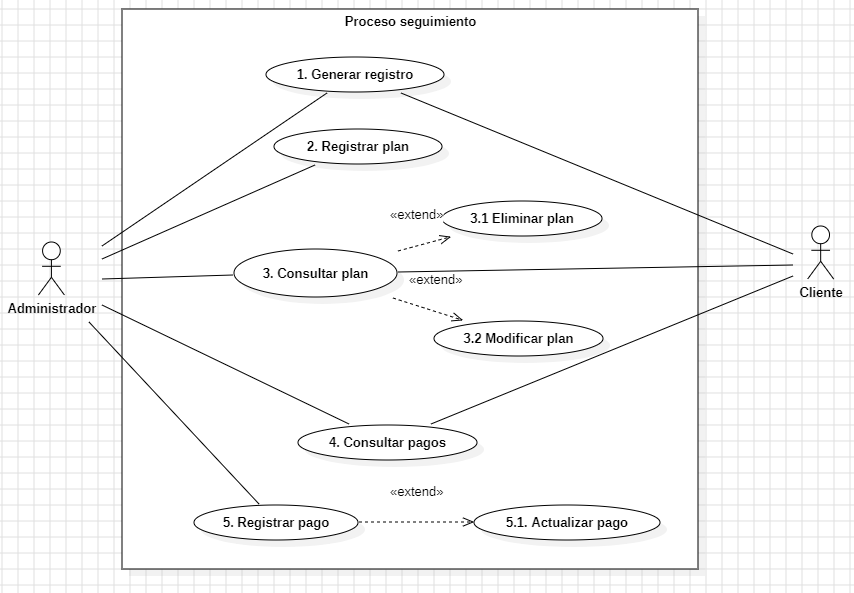 Proceso seguimiento
1. Generar registro
2. Registrar plan
«extend»
3.1 Eliminar plan
3. Consultar plan
«extend»
Administrador
Cliente
3.2 Modificar plan
4. Consultar pagos
«extend»
5. Registrar pago
5.1. Actualizar pago